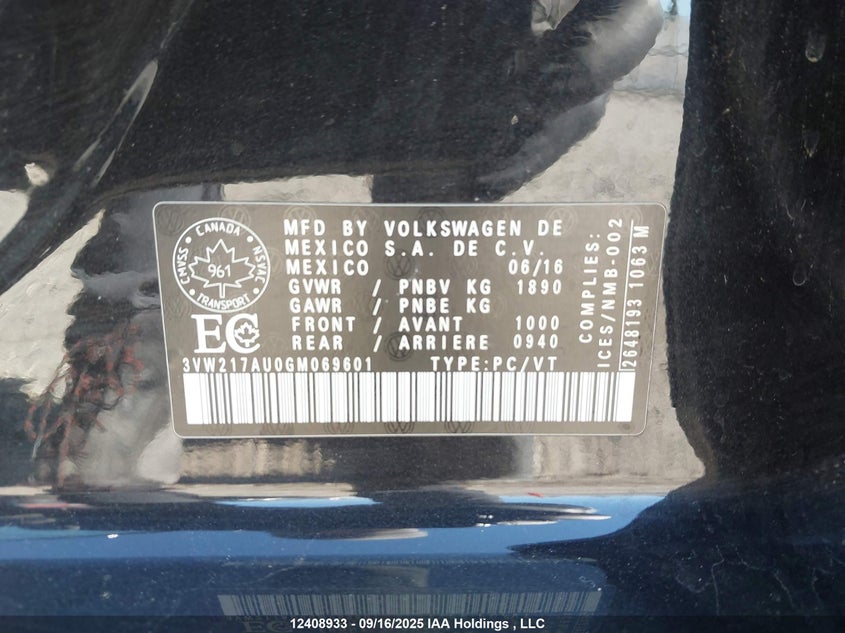 CANADA
CMVSS NSVAC
961
TRANSPORT
EC
MFD BY VOLKSWAGEN DE
MEXICO S.A. DE C.V.
MEXICO 06/16
GVWR / PNBV KG 1890
GAWR / PNBE KG
FRONT / AVANT 1000
REAR / ARRIERE 0940
3VW217AU0GM069601 TYPE:PC/VT
COMPLIES:
ICES/NMB-002
2648193 1063 M
12408933 - 09/16/2025 IAA Holdings , LLC